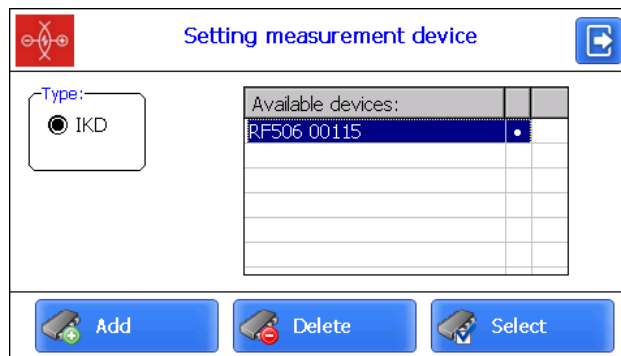 Setting measurement device
Type:
IKD
Available devices:
RF506 00115
Add
Delete
Select